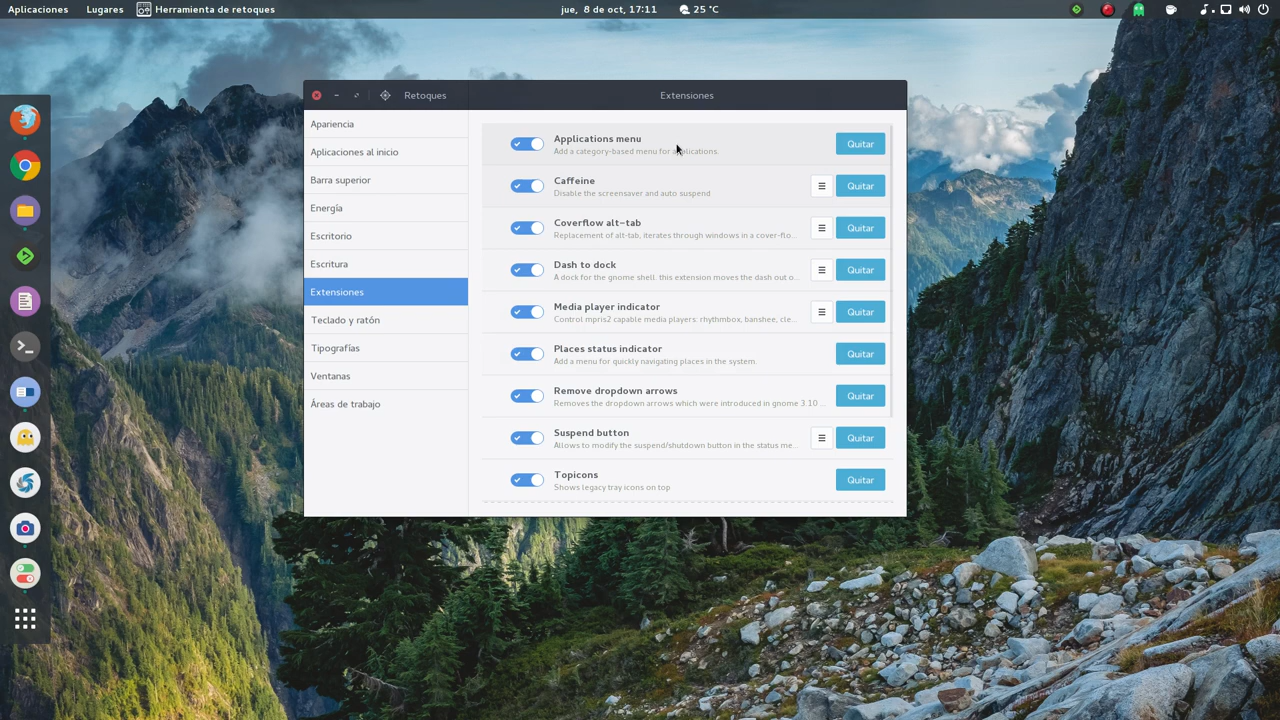 Aplicaciones Lugares Herramienta de retoques jue, 8 de oct, 17:11 25 °C
Retoques Extensiones
Apariencia
Aplicaciones al inicio
Barra superior
Energía
Escritorio
Escritura
Extensiones
Teclado y ratón
Tipografías
Ventanas
Áreas de trabajo
Applications menu
Add a category-based menu for applications.
Quitar
Caffeine
Disable the screensaver and auto suspend
Quitar
Coverflow alt-tab
Replacement of alt-tab, iterates through windows in a cover-flo...
Quitar
Dash to dock
A dock for the gnome shell. this extension moves the dash out o...
Quitar
Media player indicator
Control mpris2 capable media players: rhythmbox, banshee, cle...
Quitar
Places status indicator
Add a menu for quickly navigating places in the system.
Quitar
Remove dropdown arrows
Removes the dropdown arrows which were introduced in gnome 3.10 ...
Quitar
Suspend button
Allows to modify the suspend/shutdown button in the status me...
Quitar
Topicons
Shows legacy tray icons on top
Quitar